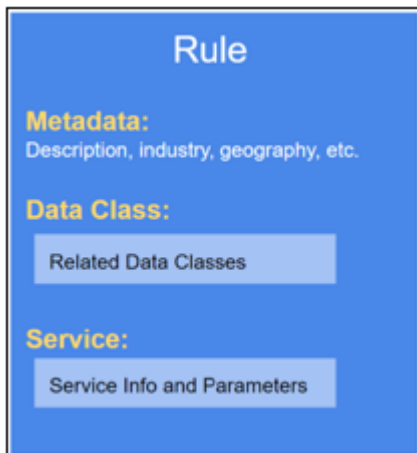 Rule
Metadata:
Description, industry, geography, etc.
Data Class:
Related Data Classes
Service:
Service Info and Parameters